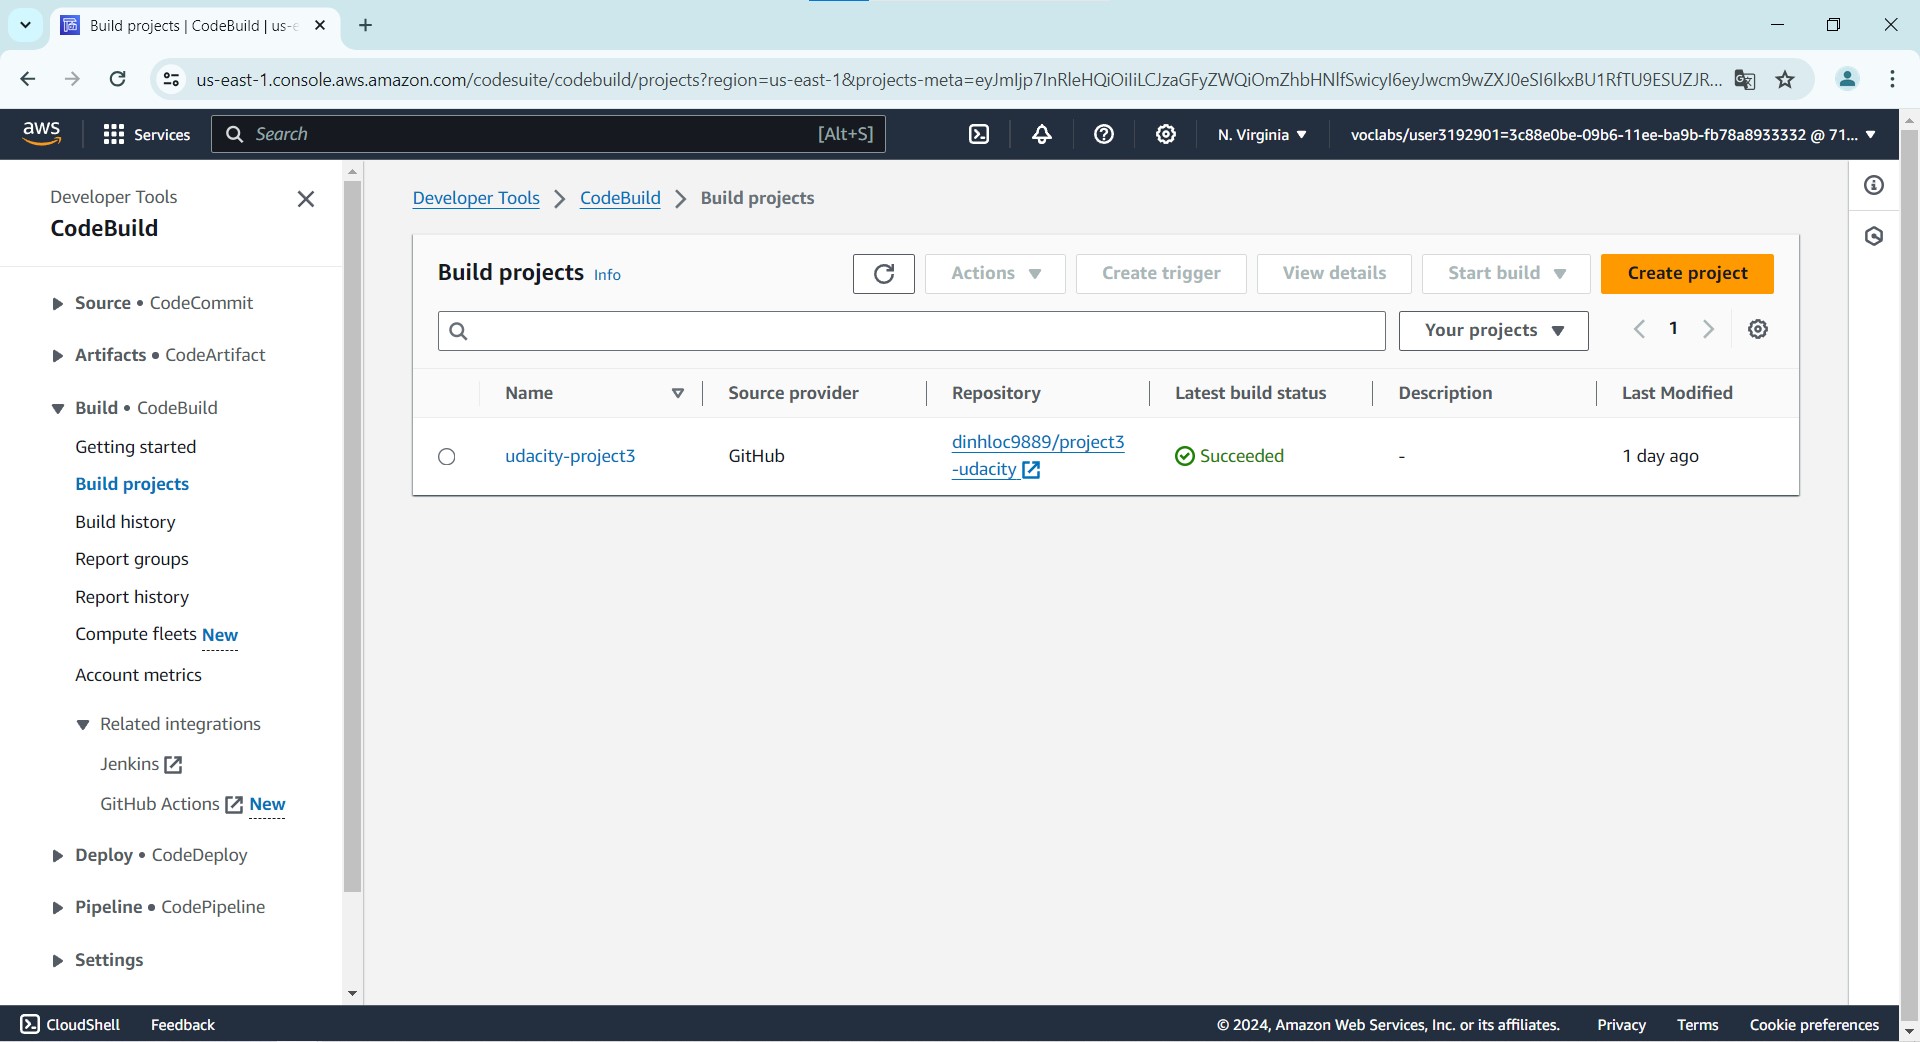 Build projects | CodeBuild | us-e
us-east-1.console.aws.amazon.com/codesuite/codebuild/projects?region=us-east-1&projects-meta=eyJmIjp7InRleHQiOiIiLCJzaGFyZWQiOmZhbHNlfSwicyI6eyJwcm9wZXJ0eSI6IkxBU1RfTU9ESUZJR...
aws
Services
Search
[Alt+S]
N. Virginia
voclabs/user3192901=3c88e0be-09b6-11ee-ba9b-fb78a8933332 @ 71...
Developer Tools
CodeBuild
Source • CodeCommit
Artifacts • CodeArtifact
Build • CodeBuild
Getting started
Build projects
Build history
Report groups
Report history
Compute fleets New
Account metrics
Related integrations
Jenkins
GitHub Actions New
Deploy • CodeDeploy
Pipeline • CodePipeline
Settings
Developer Tools > CodeBuild > Build projects
Build projects Info
Actions
Create trigger
View details
Start build
Create project
Your projects
1
Name Source provider Repository Latest build status Description Last Modified
udacity-project3 GitHub dinhloc9889/project3
-udacity
Succeeded - 1 day ago
CloudShell Feedback
© 2024, Amazon Web Services, Inc. or its affiliates. Privacy Terms Cookie preferences